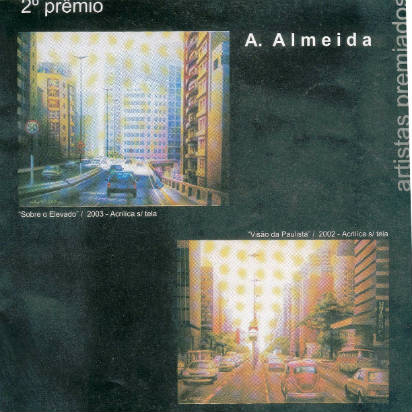 2º prêmio
A. Almeida
artistas premiados
"Sobre o Elevado" / 2003 - Acrílica s/ tela
"Visão da Paulista" / 2002 - Acrílica s/ tela